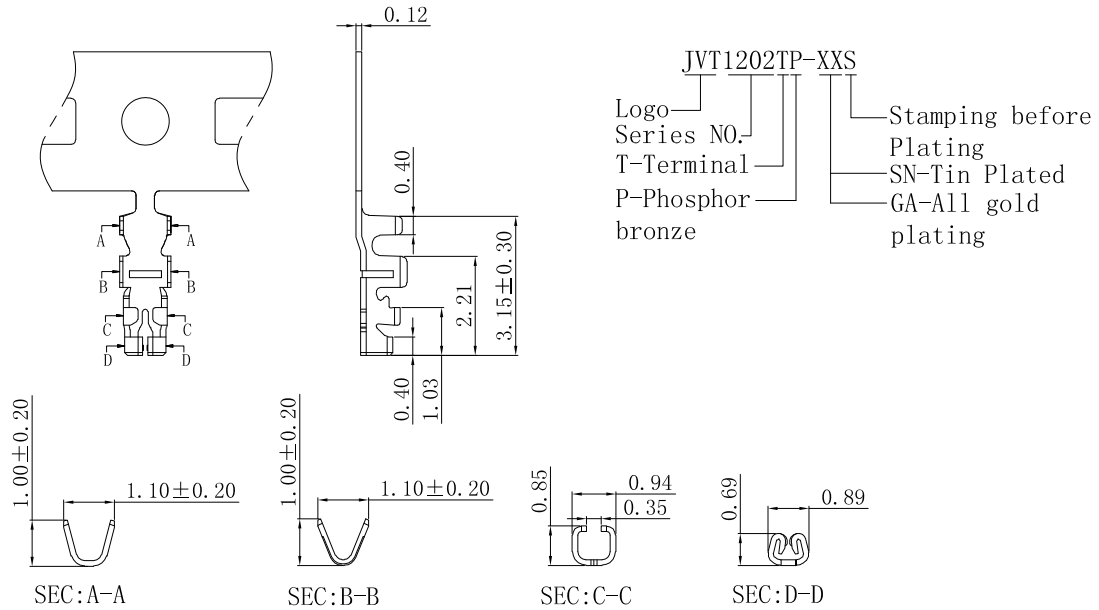 0.12
JVT1202TP-XXS
Logo
Series NO.
T-Terminal
P-Phosphor
bronze
Stamping before
Plating
SN-Tin Plated
GA-All gold
plating
0.40
A A
B B
C C
D D
2.21
3.15±0.30
0.40
1.03
1.00±0.20
1.10±0.20
SEC:A-A
1.00±0.20
1.10±0.20
SEC:B-B
0.85
0.94
0.35
SEC:C-C
0.69
0.89
SEC:D-D